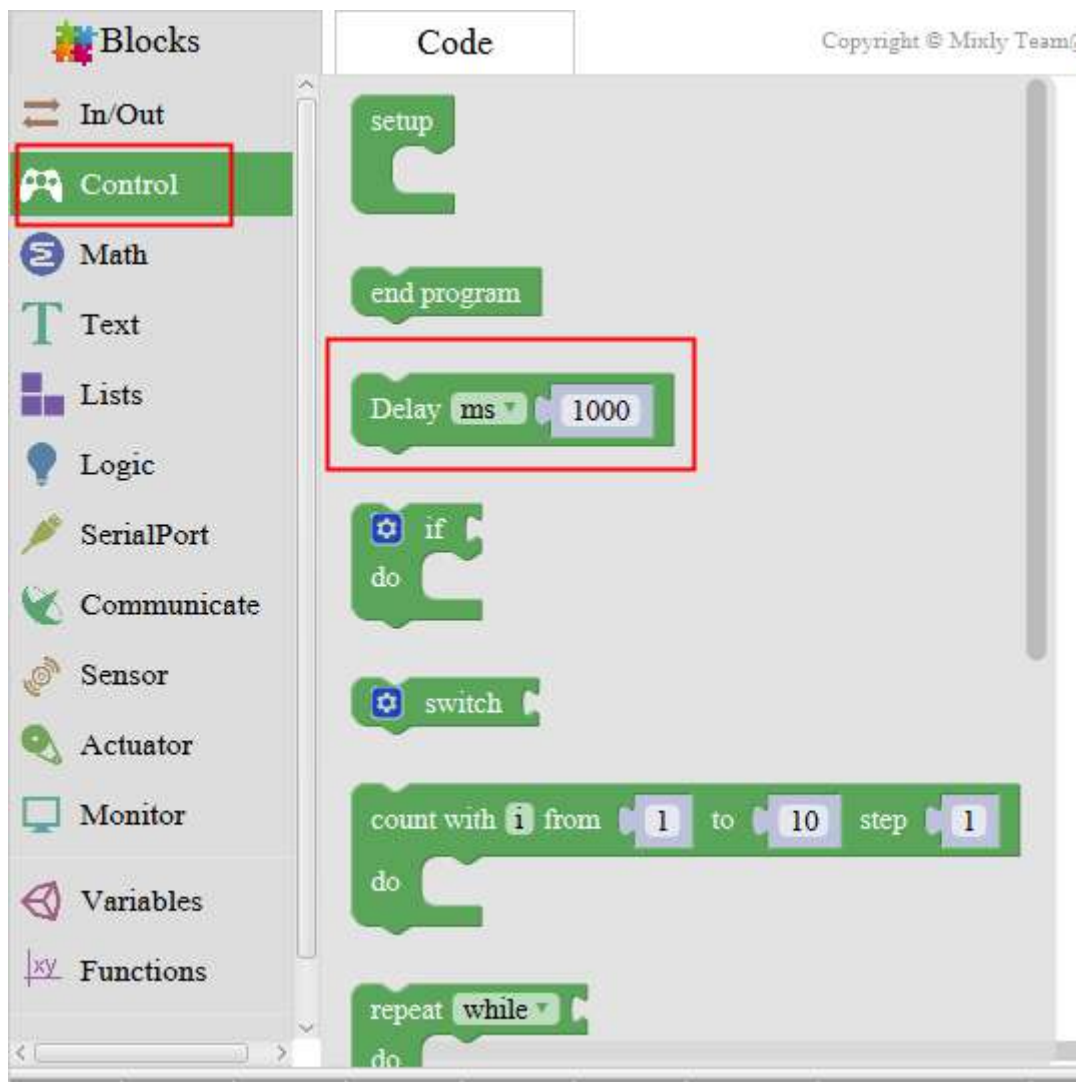 Blocks
Code
Copyright © Mixly Team@
In/Out
Control
Math
Text
Lists
Logic
SerialPort
Communicate
Sensor
Actuator
Monitor
Variables
Functions
setup
end program
Delay ms 1000
if
do
switch
count with i from 1 to 10 step 1
do
repeat while
do